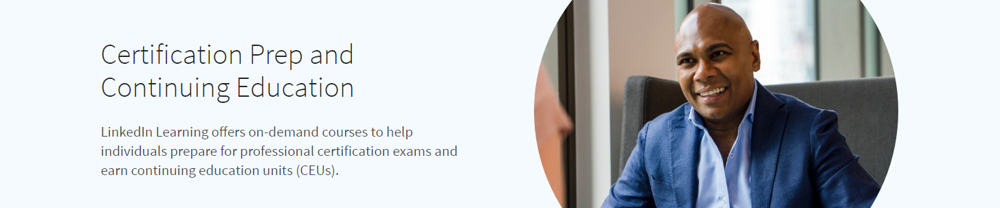 Certification Prep and
Continuing Education
LinkedIn Learning offers on-demand courses to help
individuals prepare for professional certification exams and
earn continuing education units (CEUs).